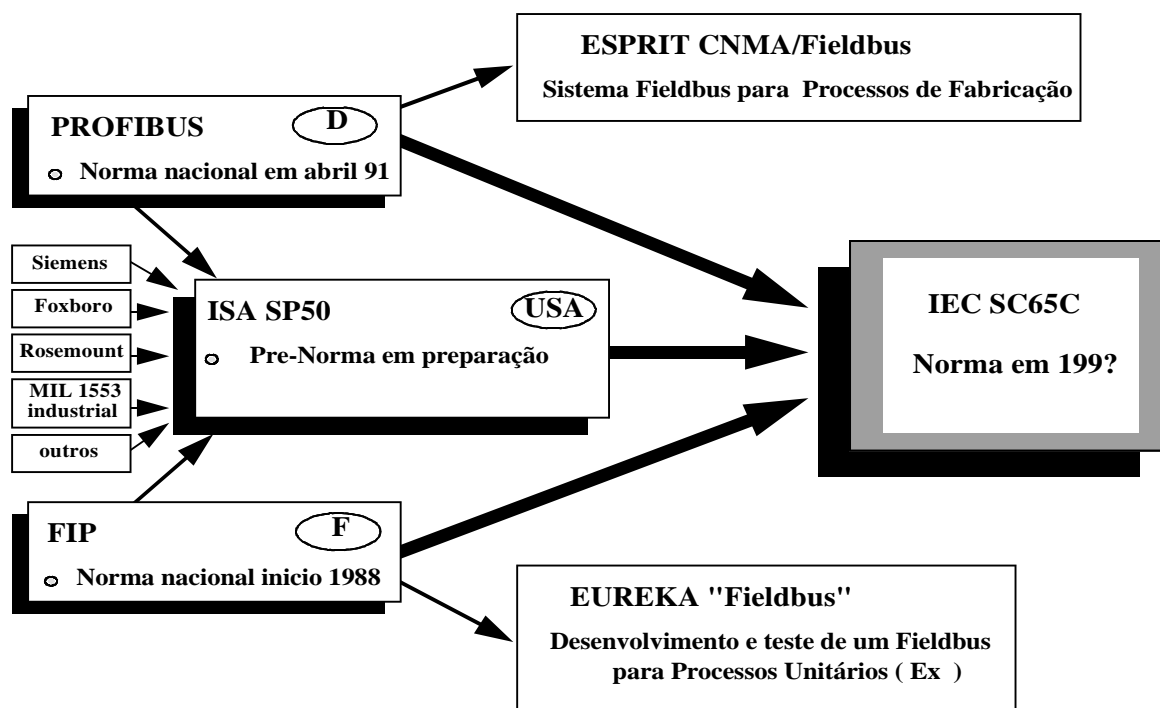 ESPRIT CNMA/Fieldbus
Sistema Fieldbus para Processos de Fabricação
PROFIBUS
D
Norma nacional em abril 91
Siemens
Foxboro
Rosemount
MIL 1553
industrial
outros
ISA SP50
USA
Pre-Norma em preparação
IEC SC65C
Norma em 199?
FIP
F
Norma nacional inicio 1988
EUREKA "Fieldbus"
Desenvolvimento e teste de um Fieldbus
para Processos Unitários ( Ex )